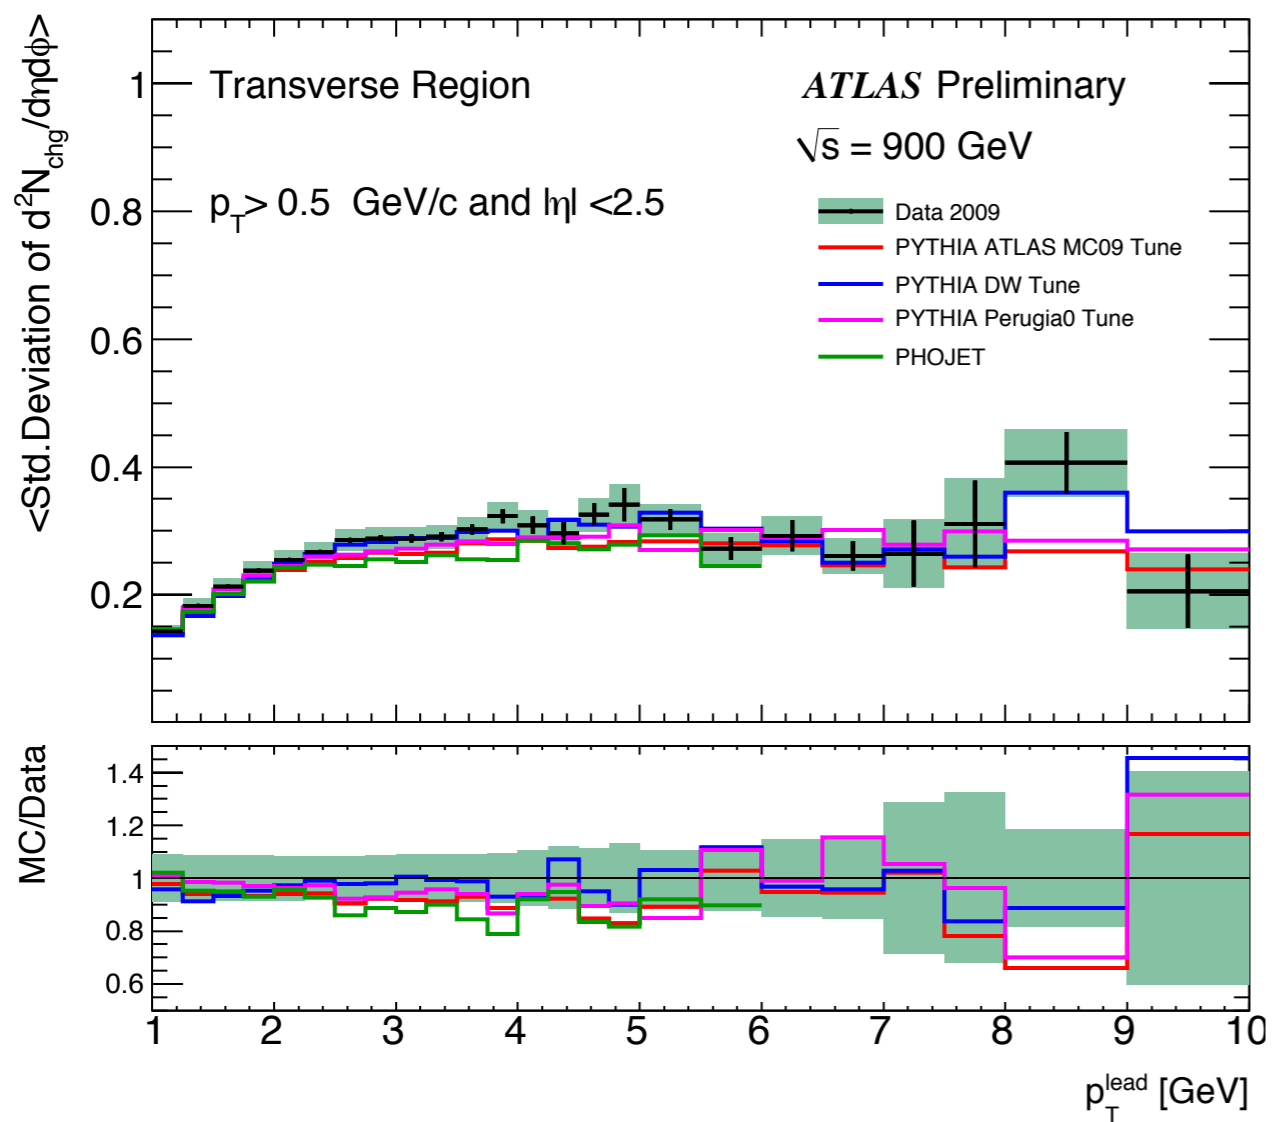 <Std.Deviation of d²N_chg/dηdφ>
1
0.8
0.6
0.4
0.2
Transverse Region
p_T> 0.5 GeV/c and |η| <2.5
ATLAS Preliminary
√s = 900 GeV
Data 2009
PYTHIA ATLAS MC09 Tune
PYTHIA DW Tune
PYTHIA Perugia0 Tune
PHOJET
MC/Data
1.4
1.2
1
0.8
0.6
1 2 3 4 5 6 7 8 9 10
p_T^lead [GeV]